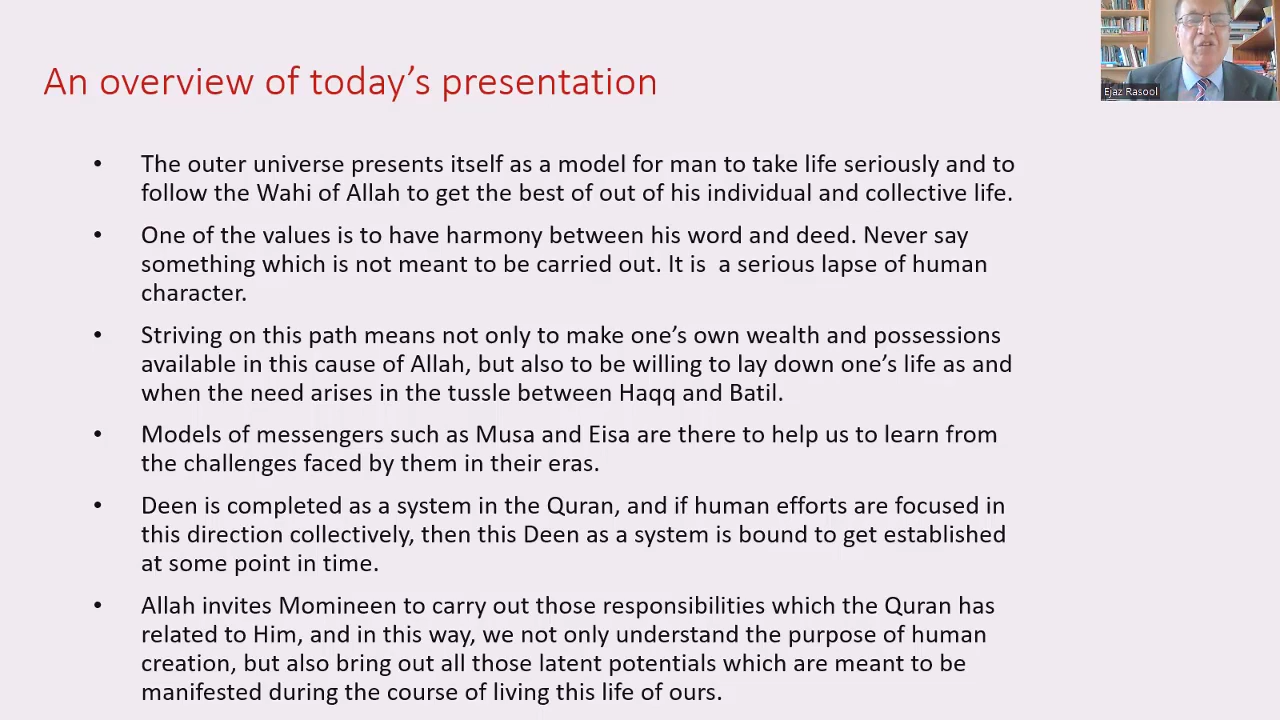 An overview of today's presentation
Ejaz Rasool
• The outer universe presents itself as a model for man to take life seriously and to
follow the Wahi of Allah to get the best of out of his individual and collective life.
• One of the values is to have harmony between his word and deed. Never say
something which is not meant to be carried out. It is  a serious lapse of human
character.
• Striving on this path means not only to make one's own wealth and possessions
available in this cause of Allah, but also to be willing to lay down one's life as and
when the need arises in the tussle between Haqq and Batil.
• Models of messengers such as Musa and Eisa are there to help us to learn from
the challenges faced by them in their eras.
• Deen is completed as a system in the Quran, and if human efforts are focused in
this direction collectively, then this Deen as a system is bound to get established
at some point in time.
• Allah invites Momineen to carry out those responsibilities which the Quran has
related to Him, and in this way, we not only understand the purpose of human
creation, but also bring out all those latent potentials which are meant to be
manifested during the course of living this life of ours.